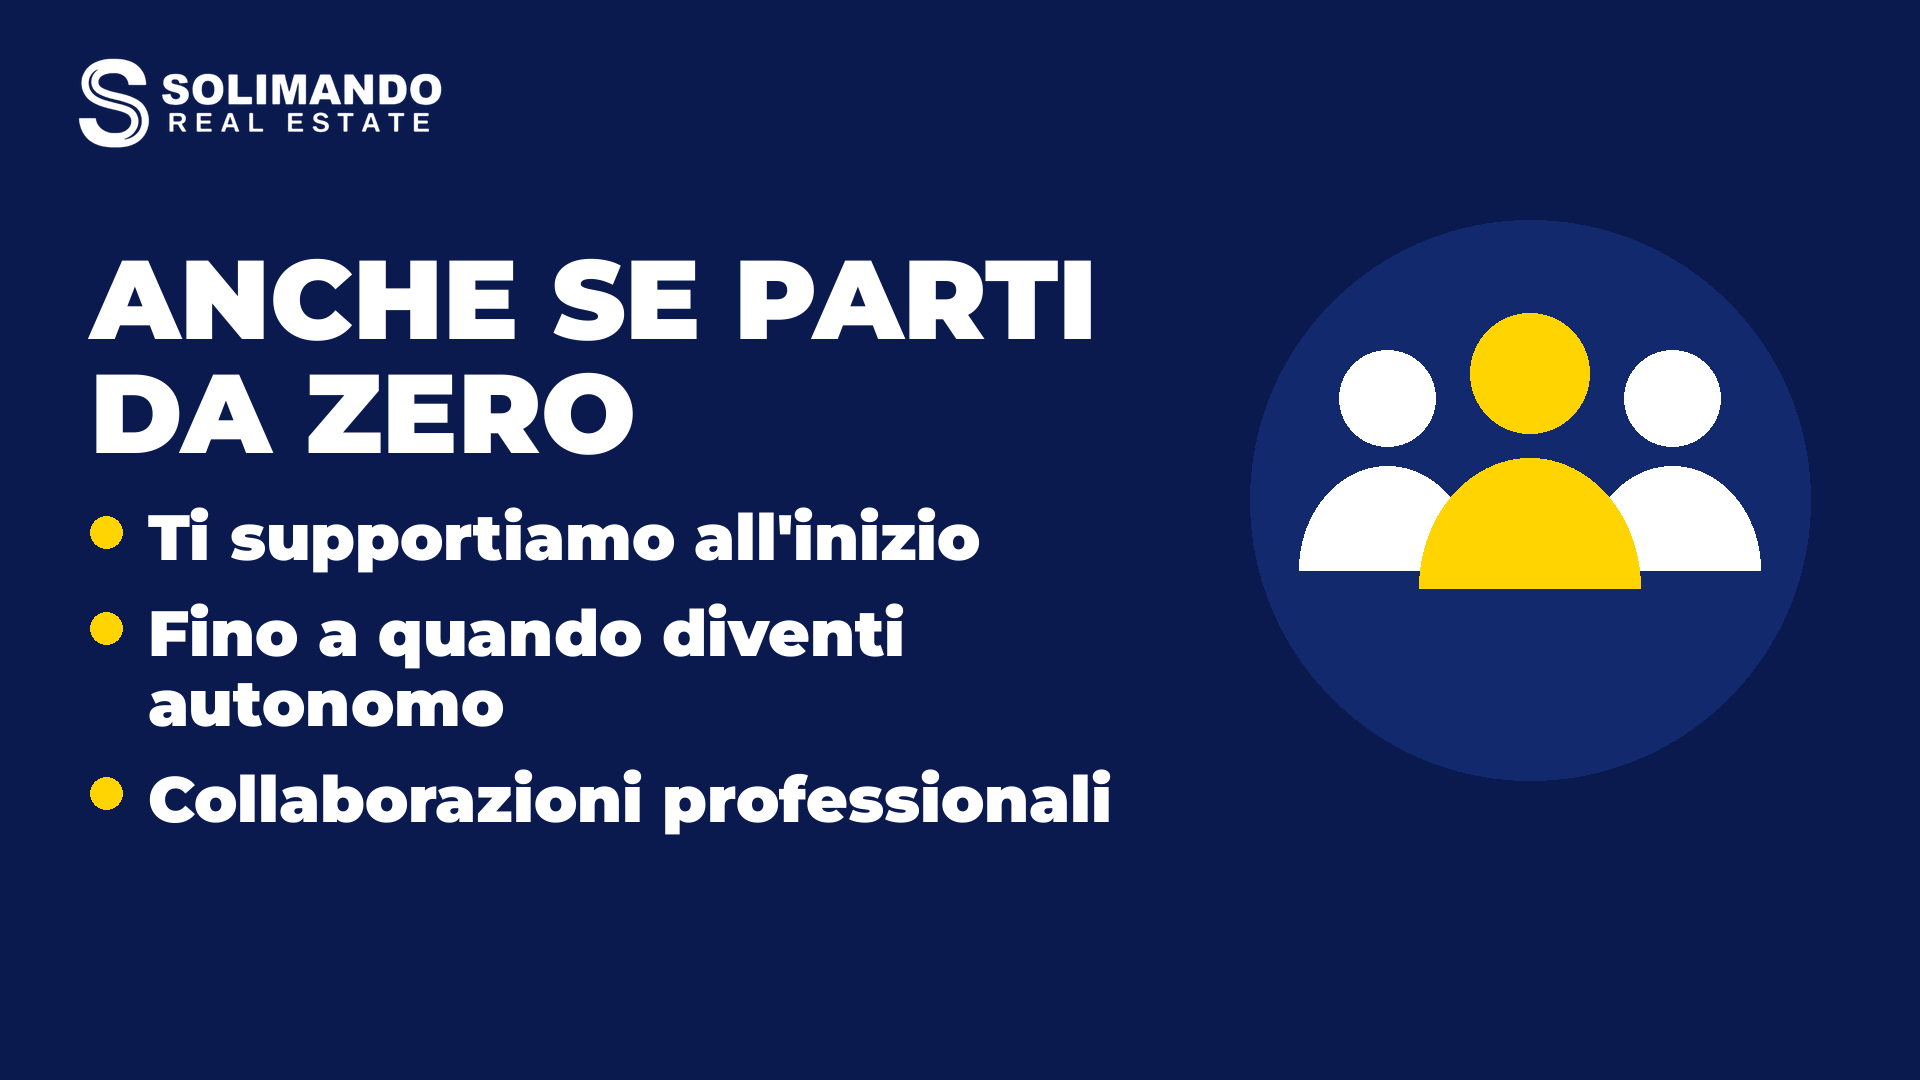 SOLIMANDO
REAL ESTATE
ANCHE SE PARTI
DA ZERO
Ti supportiamo all'inizio
Fino a quando diventi
autonomo
Collaborazioni professionali